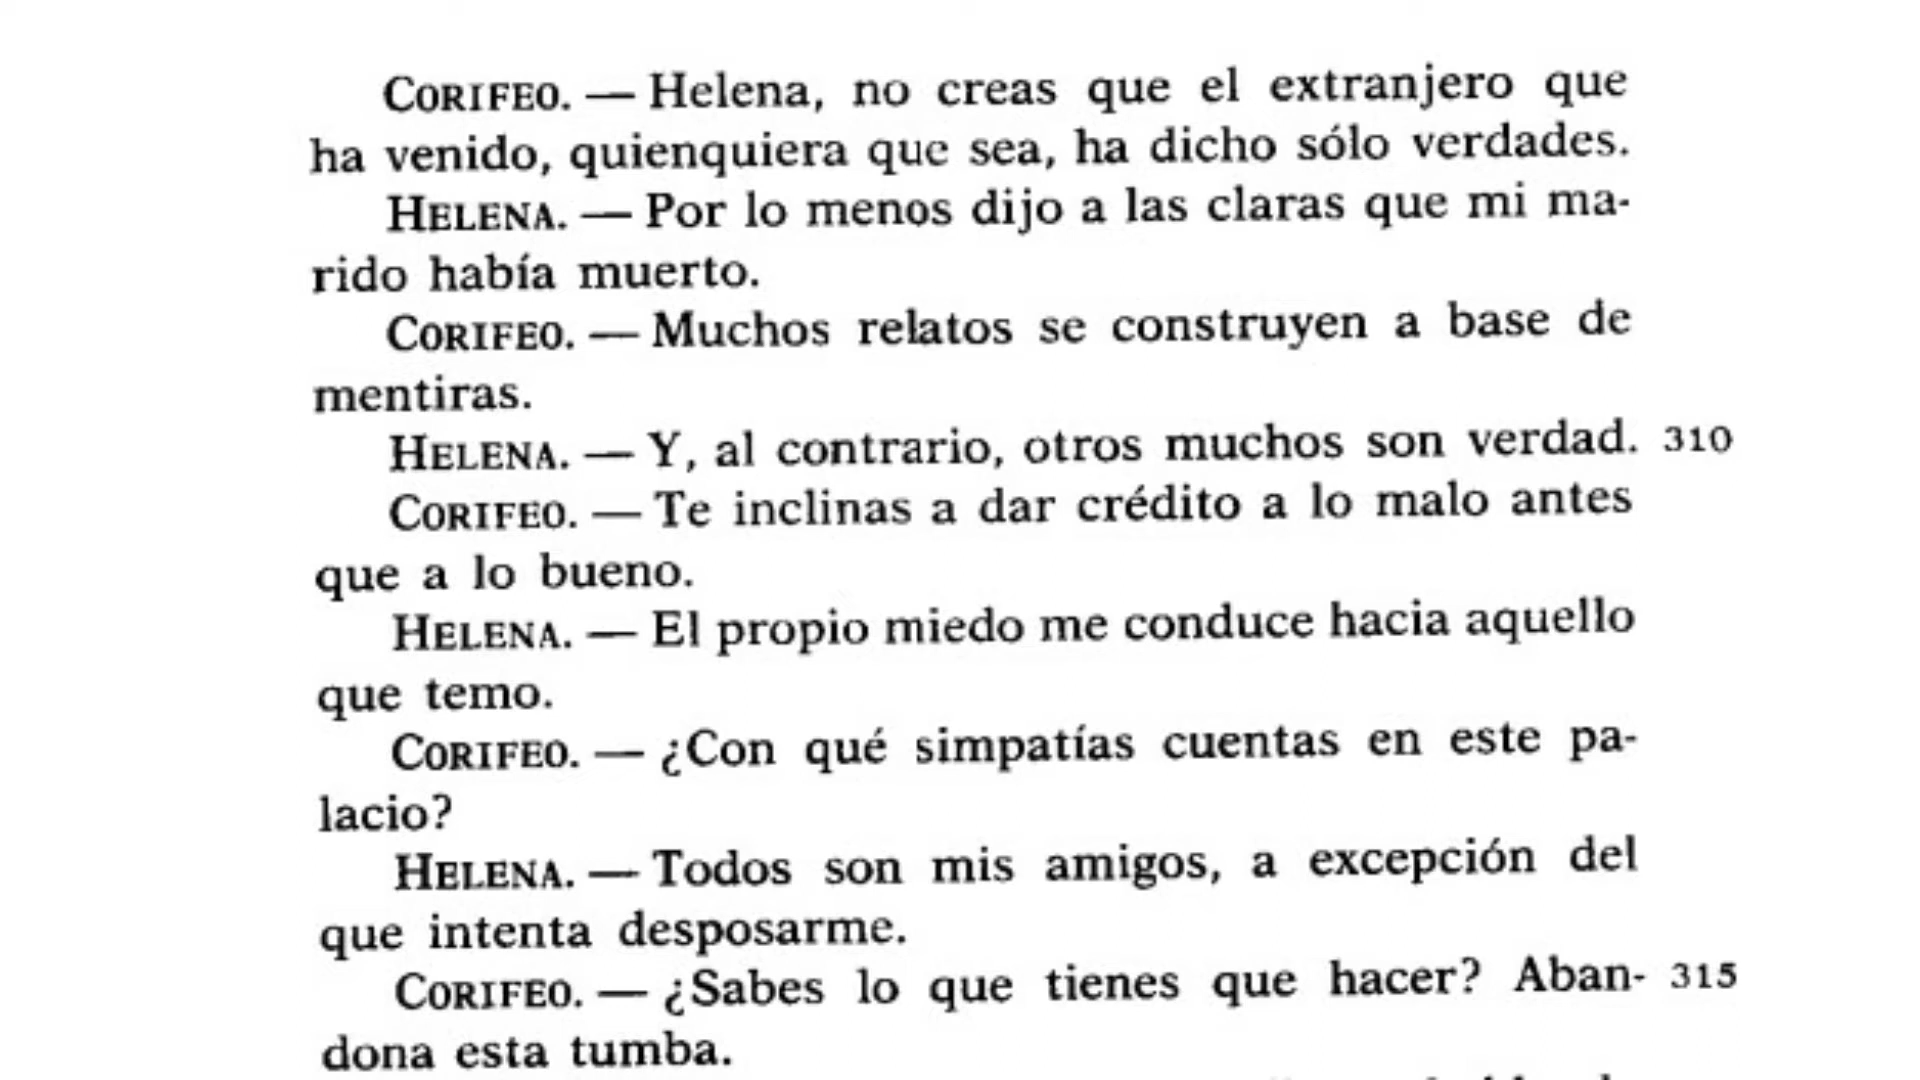 CORIFEO. — Helena, no creas que el extranjero que
ha venido, quienquiera que sea, ha dicho sólo verdades.
HELENA. — Por lo menos dijo a las claras que mi ma-
rido había muerto.
CORIFEO. — Muchos relatos se construyen a base de
mentiras.
HELENA. — Y, al contrario, otros muchos son verdad. 310
CORIFEO. — Te inclinas a dar crédito a lo malo antes
que a lo bueno.
HELENA. — El propio miedo me conduce hacia aquello
que temo.
CORIFEO. — ¿Con qué simpatías cuentas en este pa-
lacio?
HELENA. — Todos son mis amigos, a excepción del
que intenta desposarme.
CORIFEO. — ¿Sabes lo que tienes que hacer? Aban- 315
dona esta tumba.